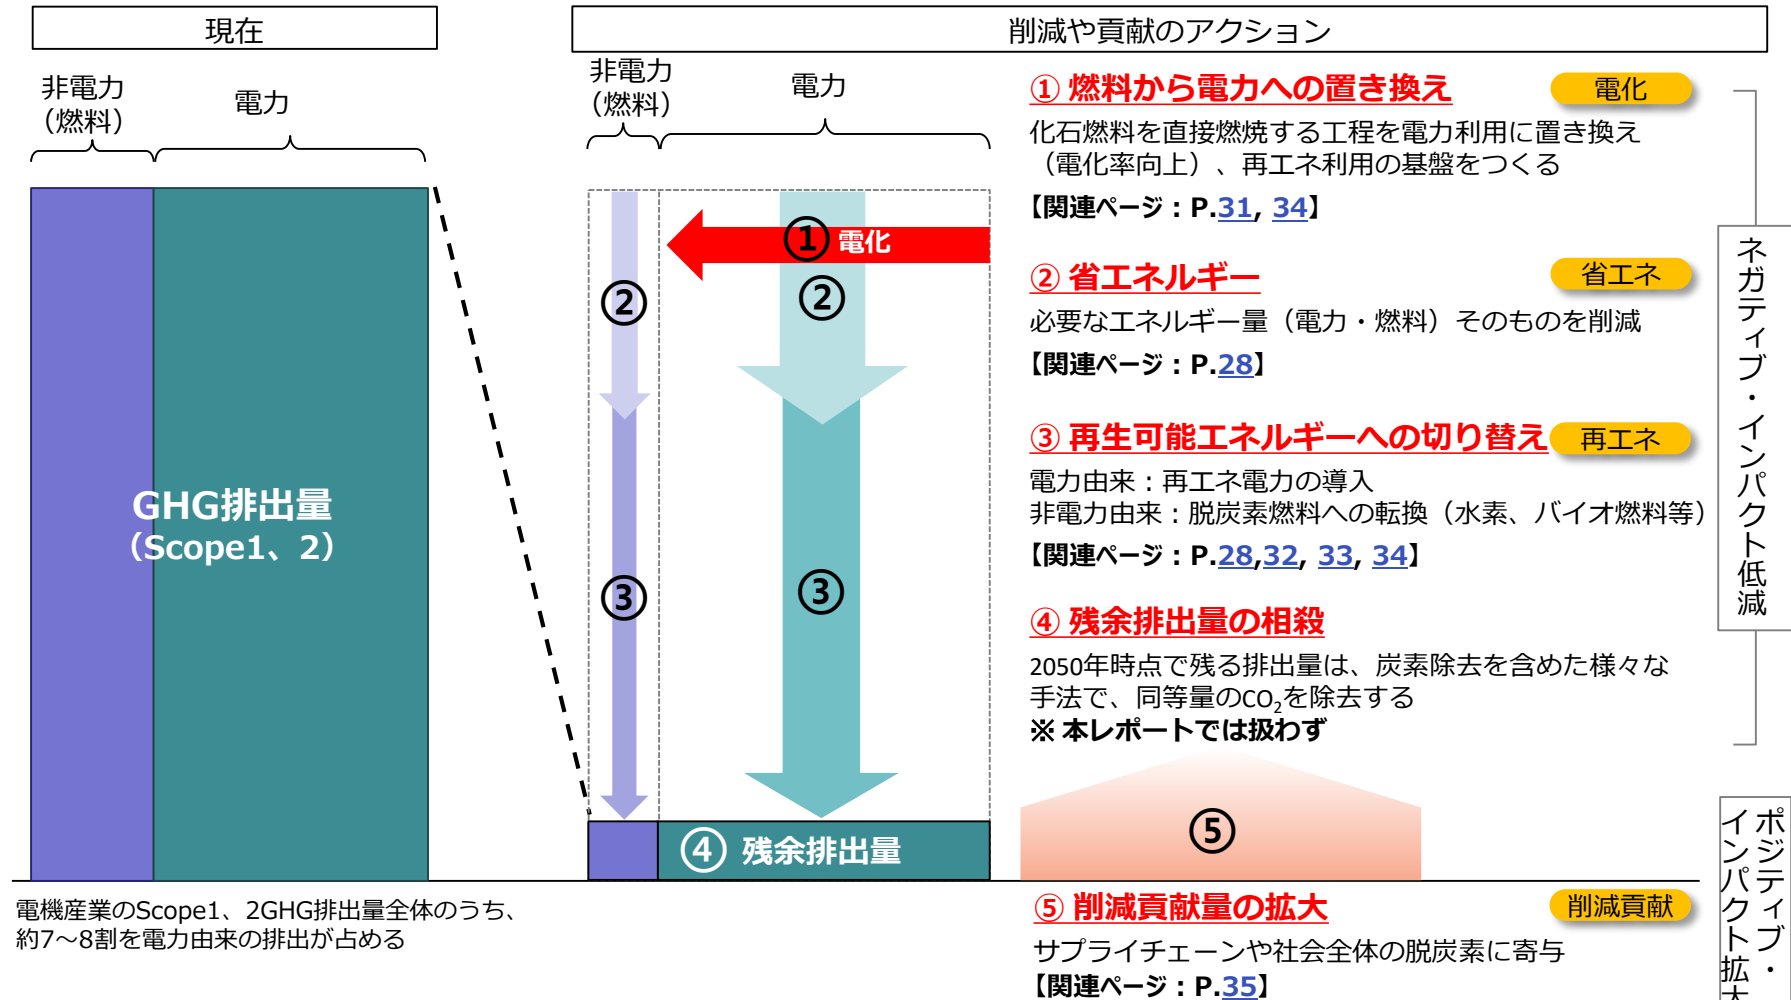 現在
削減や貢献のアクション
非電力
（燃料）
電力
GHG排出量
（Scope1、2）
電機産業のScope1、2GHG排出量全体のうち、
約7～8割を電力由来の排出が占める
非電力
（燃料）
電力
① 電化
②
②
③
③
④ 残余排出量
⑤
① 燃料から電力への置き換え
電化
化石燃料を直接燃焼する工程を電力利用に置き換え
（電化率向上）、再エネ利用の基盤をつくる
【関連ページ：P.31, 34】
② 省エネルギー
省エネ
必要なエネルギー量（電力・燃料）そのものを削減
【関連ページ：P.28】
③ 再生可能エネルギーへの切り替え
再エネ
電力由来：再エネ電力の導入
非電力由来：脱炭素燃料への転換（水素、バイオ燃料等）
【関連ページ：P.28,32, 33, 34】
④ 残余排出量の相殺
2050年時点で残る排出量は、炭素除去を含めた様々な
手法で、同等量のCO₂を除去する
※ 本レポートでは扱わず
⑤ 削減貢献量の拡大
削減貢献
サプライチェーンや社会全体の脱炭素に寄与
【関連ページ：P.35】
ネガティブ・インパクト低減
ポジティブ・
インパクト拡大